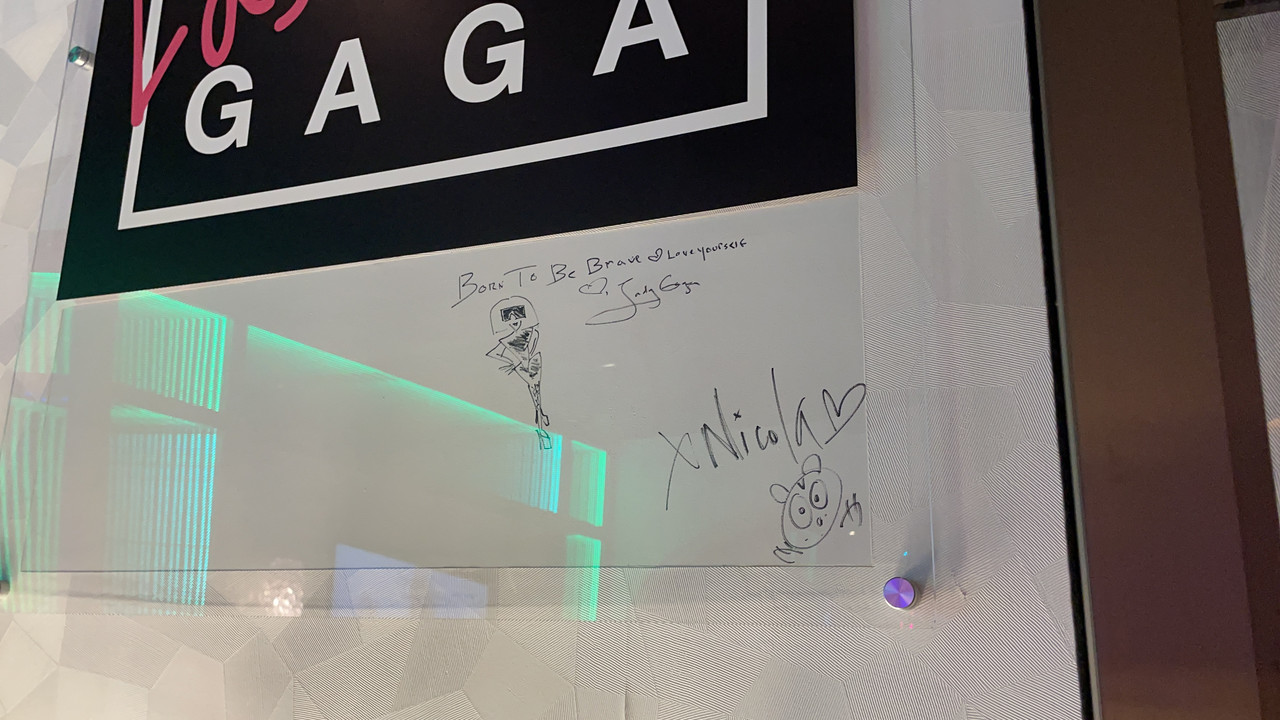 GAGA
Born To Be Brave & Love yourself
♡, Lady Gaga
xNicola♡